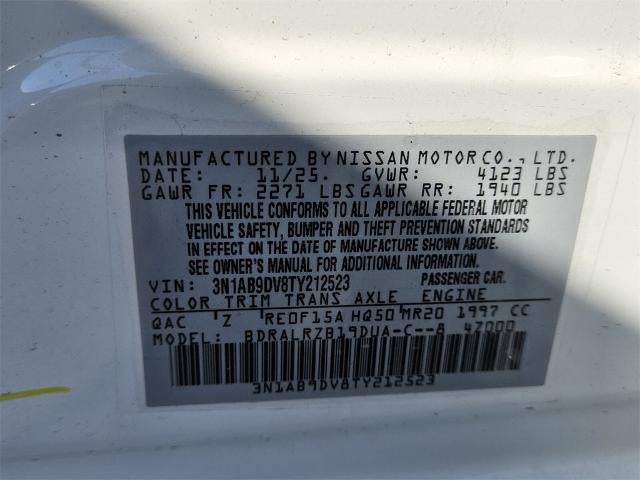 MANUFACTURED BY NISSAN MOTOR CO., LTD.
DATE: 11/25. GVWR: 4123 LBS
GAWR FR: 2271 LBS GAWR RR: 1940 LBS
THIS VEHICLE CONFORMS TO ALL APPLICABLE FEDERAL MOTOR
VEHICLE SAFETY, BUMPER AND THEFT PREVENTION STANDARDS
IN EFFECT ON THE DATE OF MANUFACTURE SHOWN ABOVE.
SEE OWNER'S MANUAL FOR ADDITIONAL INFORMATION.
VIN: 3N1AB9DV8TY212523 PASSENGER CAR.
COLOR TRIM TRANS AXLE ENGINE
QAC Z RE0F15A HQ50 MR20 1997 CC
MODEL: BDRALRZB19DUA-C--A 47000
3N1AB9DV8TY212523